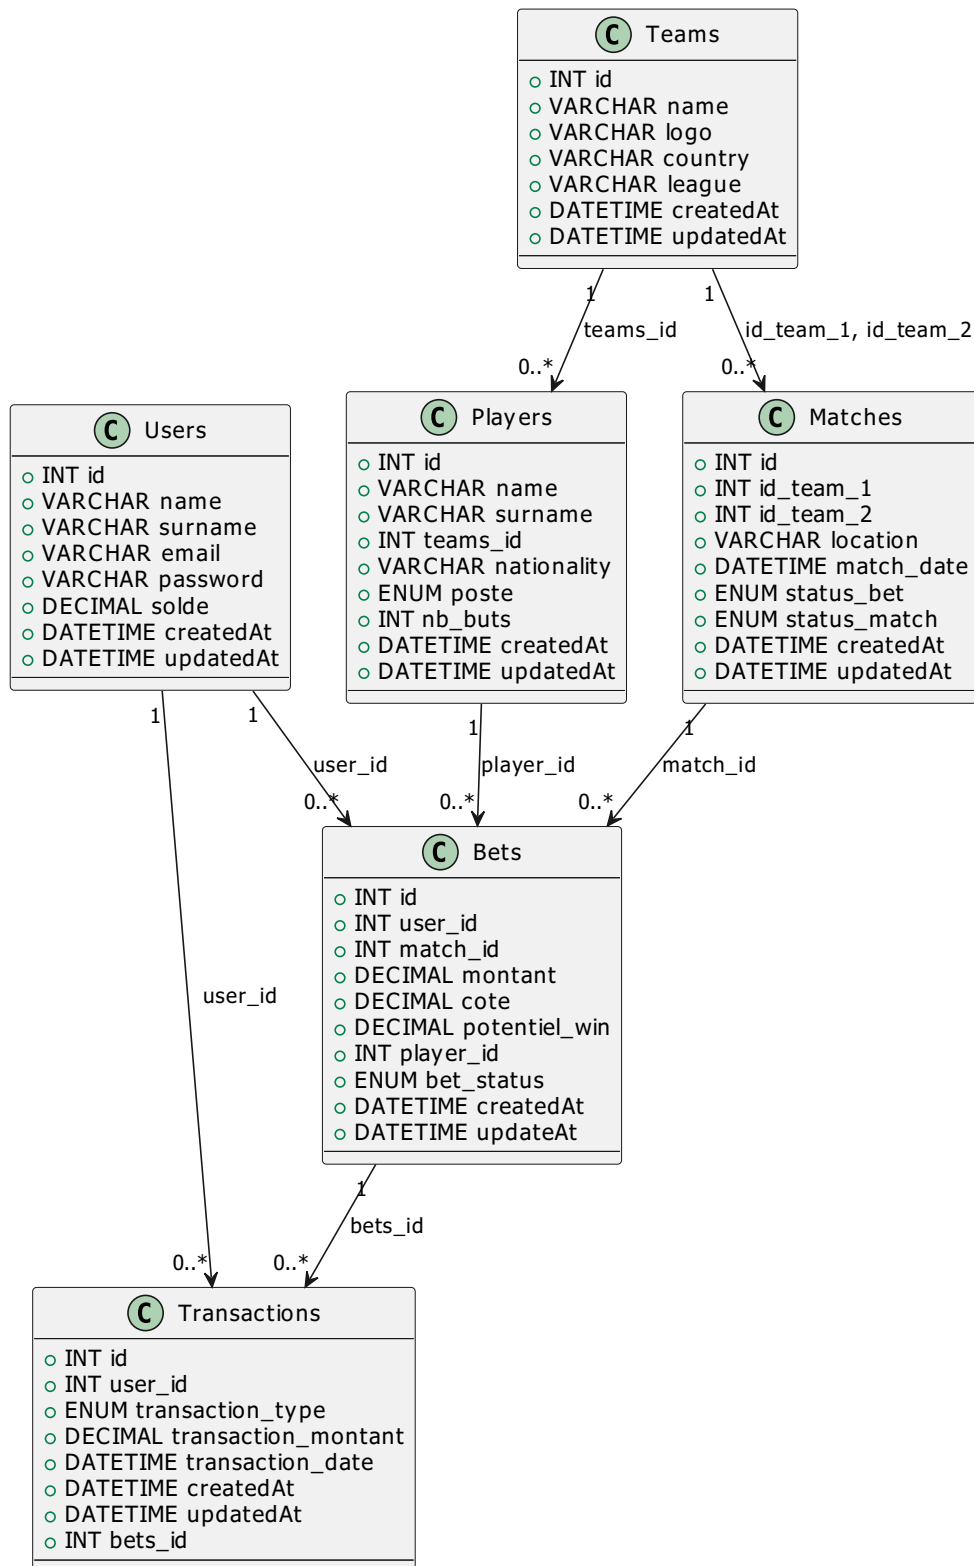 C Teams
INT id
VARCHAR name
VARCHAR logo
VARCHAR country
VARCHAR league
DATETIME createdAt
DATETIME updatedAt
1
1
teams_id
id_team_1, id_team_2
0..*
0..*
C Users
INT id
VARCHAR name
VARCHAR surname
VARCHAR email
VARCHAR password
DECIMAL solde
DATETIME createdAt
DATETIME updatedAt
C Players
INT id
VARCHAR name
VARCHAR surname
INT teams_id
VARCHAR nationality
ENUM poste
INT nb_buts
DATETIME createdAt
DATETIME updatedAt
C Matches
INT id
INT id_team_1
INT id_team_2
VARCHAR location
DATETIME match_date
ENUM status_bet
ENUM status_match
DATETIME createdAt
DATETIME updatedAt
1
1
1
1
user_id
player_id
match_id
0..*
0..*
0..*
C Bets
INT id
INT user_id
INT match_id
DECIMAL montant
DECIMAL cote
DECIMAL potentiel_win
INT player_id
ENUM bet_status
DATETIME createdAt
DATETIME updateAt
user_id
1
bets_id
0..*
0..*
C Transactions
INT id
INT user_id
ENUM transaction_type
DECIMAL transaction_montant
DATETIME transaction_date
DATETIME createdAt
DATETIME updatedAt
INT bets_id